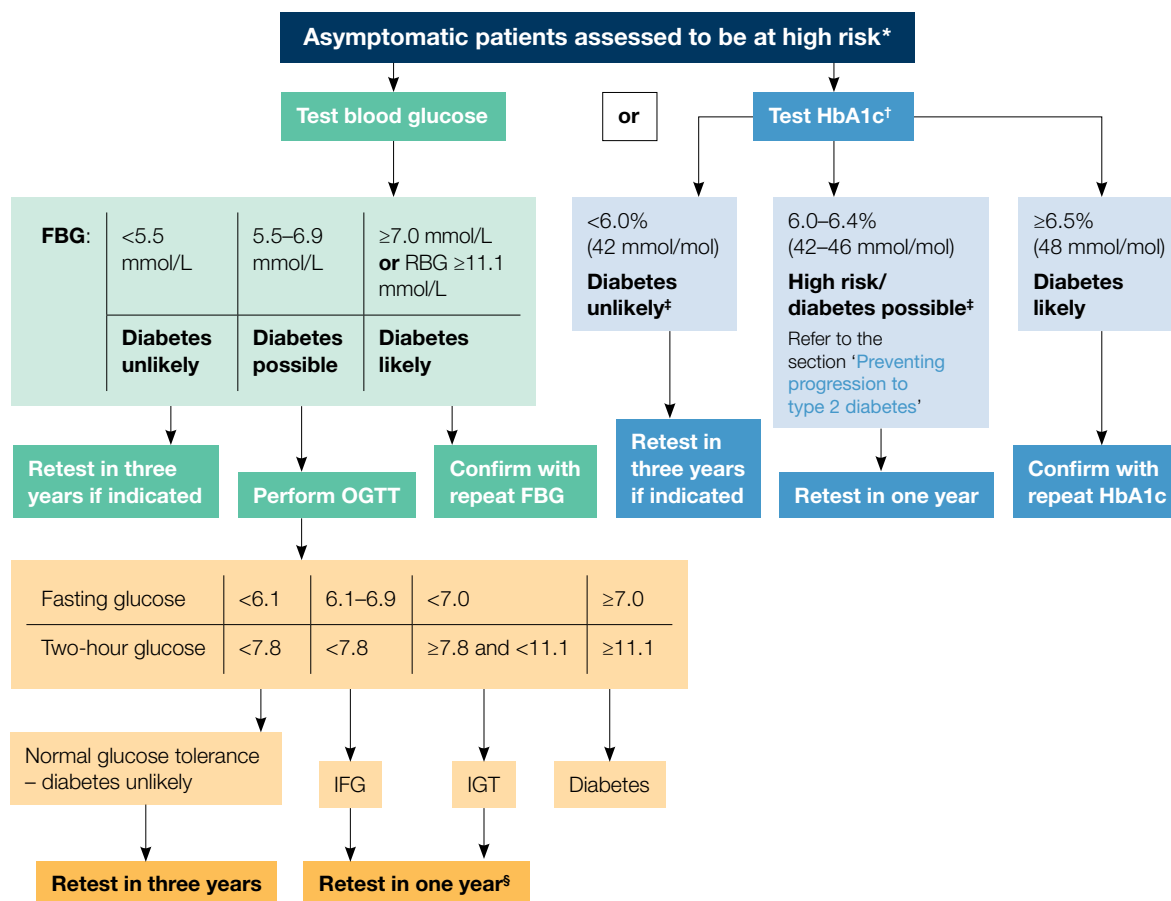 Asymptomatic patients assessed to be at high risk*
Test blood glucose
or
Test HbA1c†
FBG:
<5.5
mmol/L
5.5–6.9
mmol/L
≥7.0 mmol/L
or RBG ≥11.1
mmol/L
Diabetes
unlikely
Diabetes
possible
Diabetes
likely
<6.0%
(42 mmol/mol)
Diabetes
unlikely‡
6.0–6.4%
(42–46 mmol/mol)
High risk/
diabetes possible‡
Refer to the
section ‘Preventing
progression to
type 2 diabetes’
≥6.5%
(48 mmol/mol)
Diabetes
likely
Retest in three
years if indicated
Perform OGTT
Confirm with
repeat FBG
Retest in
three years
if indicated
Retest in one year
Confirm with
repeat HbA1c
Fasting glucose <6.1 6.1–6.9 <7.0 ≥7.0
Two-hour glucose <7.8 <7.8 ≥7.8 and <11.1 ≥11.1
Normal glucose tolerance
– diabetes unlikely
IFG
IGT
Diabetes
Retest in three years
Retest in one year§